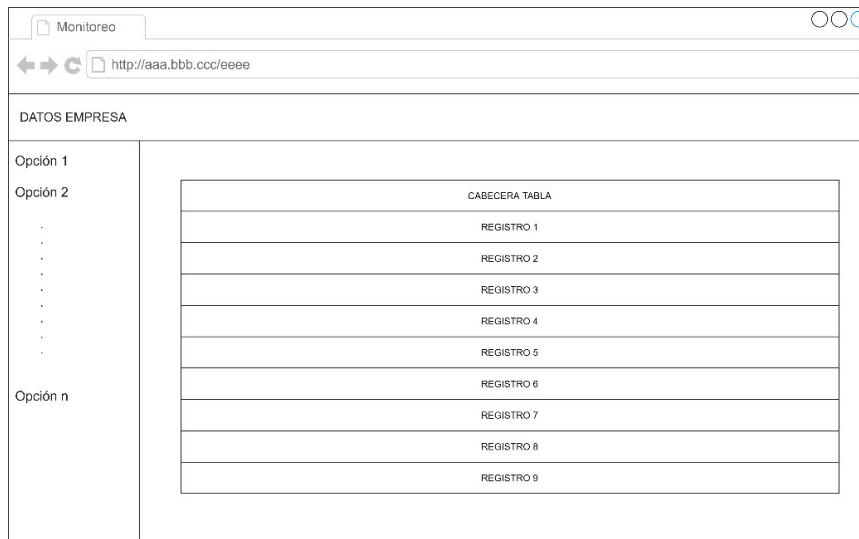 Monitoreo
http://aaa.bbb.ccc/eeee
DATOS EMPRESA
Opción 1
Opción 2
.
.
.
.
.
.
.
.
.
Opción n
CABECERA TABLA
REGISTRO 1
REGISTRO 2
REGISTRO 3
REGISTRO 4
REGISTRO 5
REGISTRO 6
REGISTRO 7
REGISTRO 8
REGISTRO 9